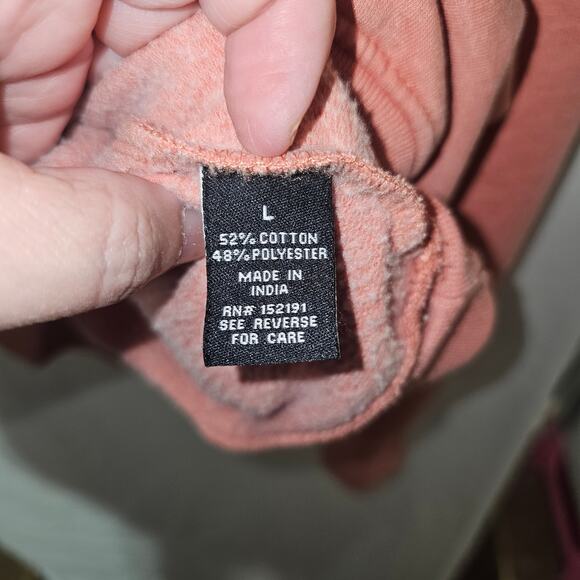 L
52% COTTON
48% POLYESTER
MADE IN
INDIA
RN# 152191
SEE REVERSE
FOR CARE